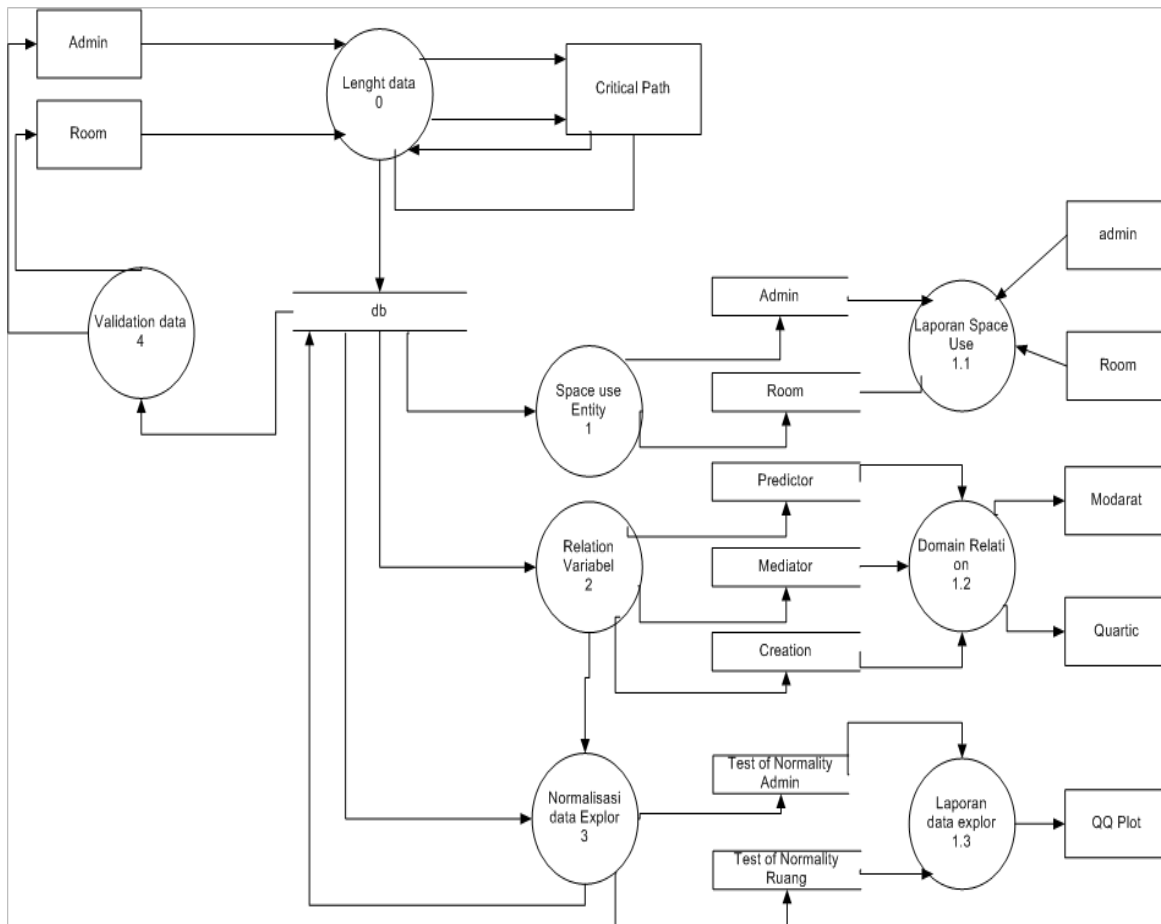 Admin
Lenght data
0
Critical Path
Room
admin
Validation data
4
db
Admin
Laporan Space
Use
1.1
Room
Space use
Entity
1
Room
Predictor
Modarat
Relation
Variabel
2
Mediator
Domain Relati
on
1.2
Creation
Quartic
Test of Normality
Admin
Normalisasi
data Explor
3
Laporan
data explor
1.3
QQ Plot
Test of Normality
Ruang